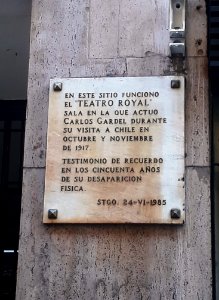 EN ESTE SITIO FUNCIONO
EL "TEATRO ROYAL"
SALA EN LA QUE ACTUO
CARLOS GARDEL DURANTE
SU VISITA A CHILE EN
OCTUBRE Y NOVIEMBRE
DE 1917.
TESTIMONIO DE RECUERDO
EN LOS CINCUENTA AÑOS
DE SU DESAPARICION
FISICA
STGO. 24-VI-1985